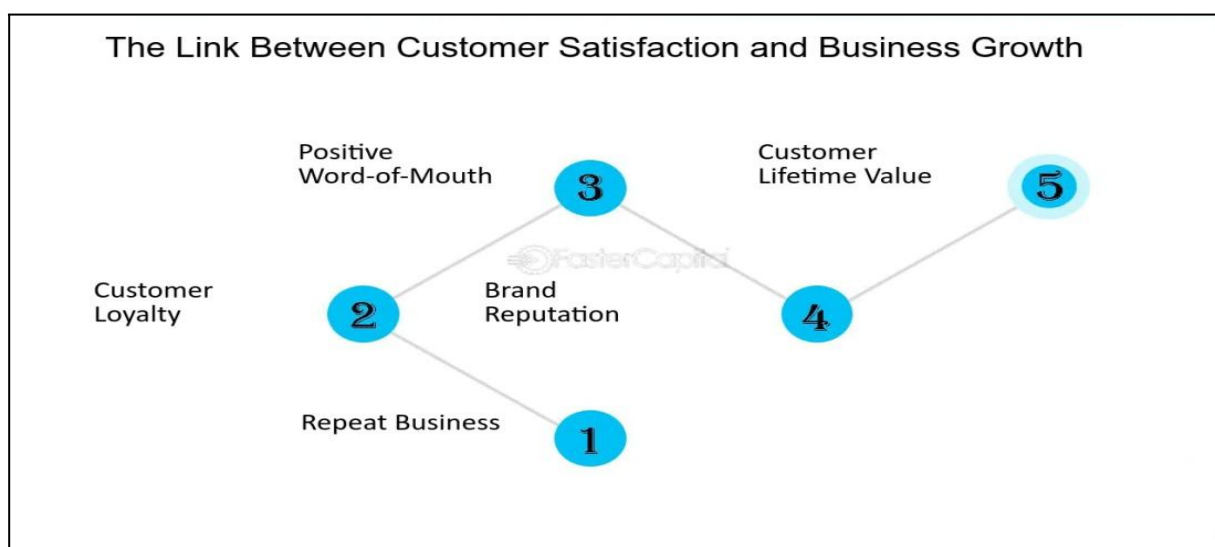 The Link Between Customer Satisfaction and Business Growth
Positive
Word-of-Mouth
3
Customer
Lifetime Value
5
FasterCapital
Customer
Loyalty
2
Brand
Reputation
4
Repeat Business
1